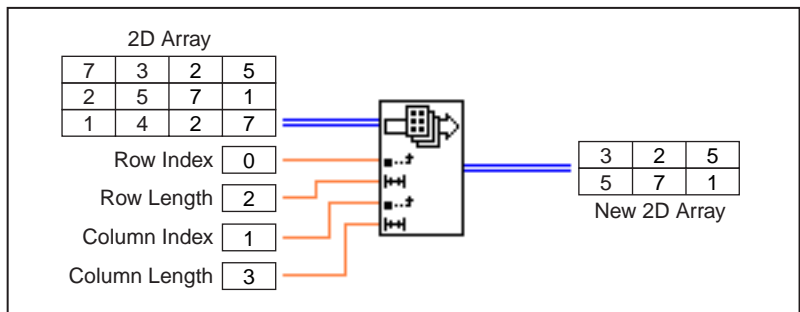 2D Array
7 3 2 5
2 5 7 1
1 4 2 7
Row Index 0
Row Length 2
Column Index 1
Column Length 3
3 2 5
5 7 1
New 2D Array